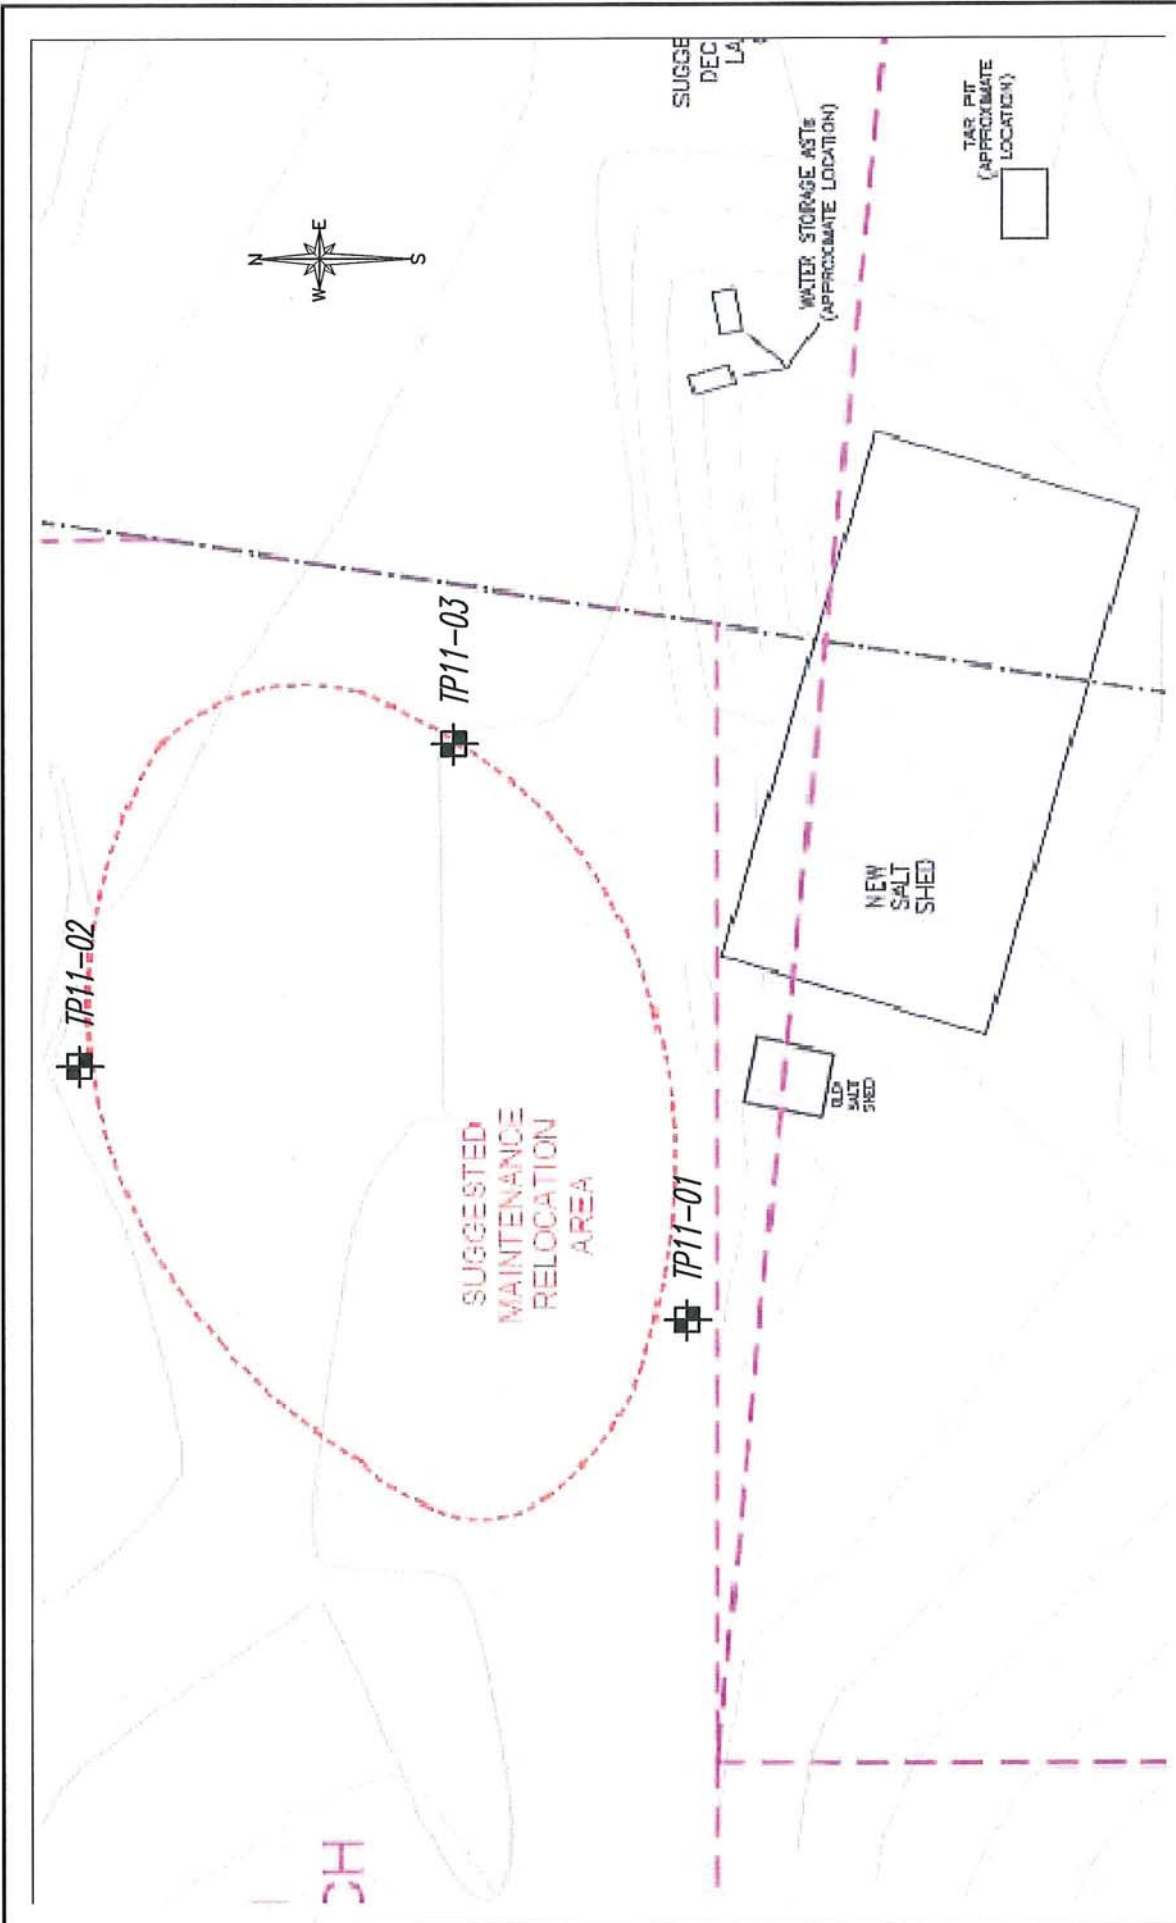 TP11-02
TP11-03
TP11-01
SUGGESTED
MAINTENANCE
RELOCATION
AREA
N
E
S
W
SUGGE
DEC
LA
WATER STORAGE ASTs
(APPROXIMATE LOCATION)
TAR PIT
(APPROXIMATE
LOCATION)
NEW
SALT
SHED
OLD
SALT
SHED
CH